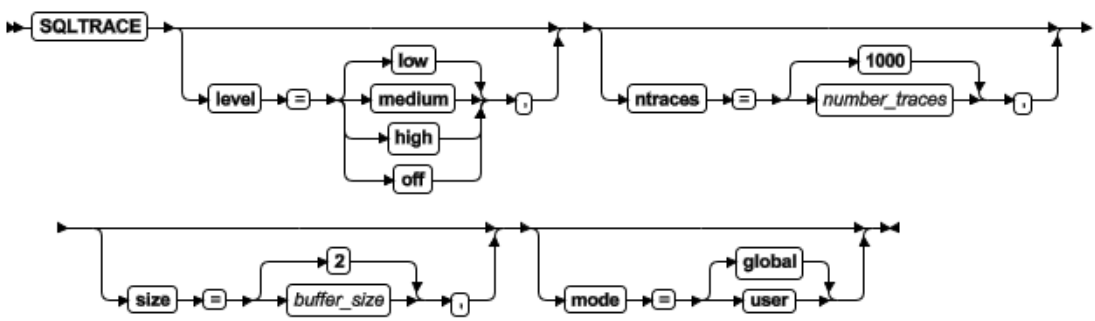 SQLTRACE
low
level = medium ,
high
off
1000
ntraces = number_traces ,
2
size = buffer_size ,
global
mode = user